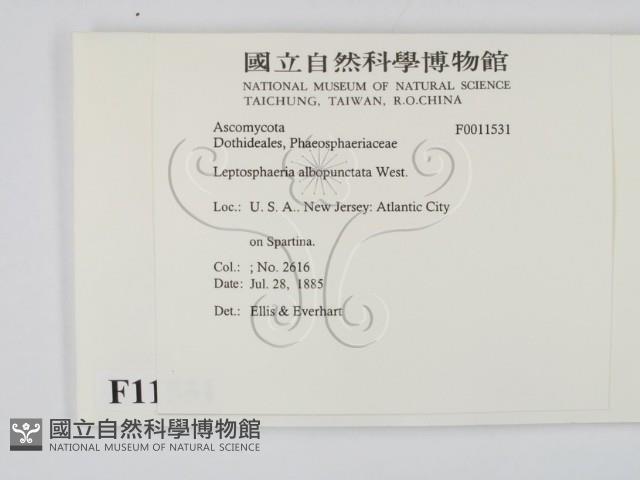 國立自然科學博物館
NATIONAL MUSEUM OF NATURAL SCIENCE
TAICHUNG, TAIWAN, R.O.CHINA
Ascomycota F0011531
Dothideales, Phaeosphaeriaceae
Leptosphaeria albopunctata West.
Loc.: U. S. A.. New Jersey: Atlantic City
on Spartina.
Col.: ; No. 2616
Date: Jul. 28, 1885
Det.: Ellis & Everhart
F11
國立自然科學博物館
NATIONAL MUSEUM OF NATURAL SCIENCE